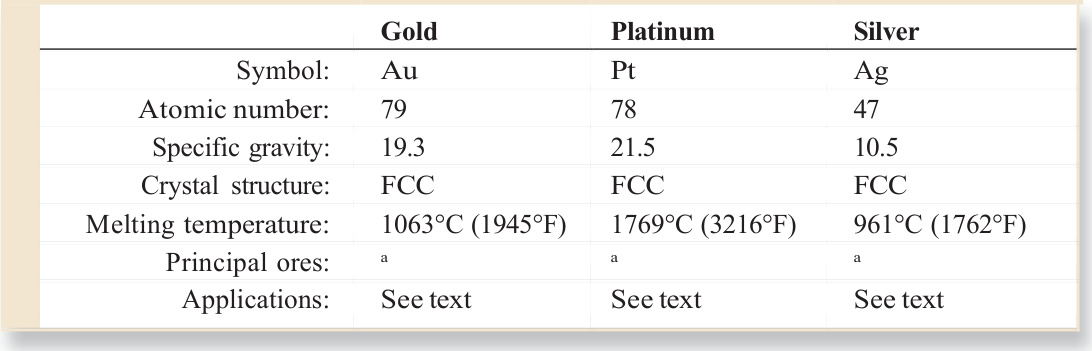 Gold Platinum Silver
Symbol: Au Pt Ag
Atomic number: 79 78 47
Specific gravity: 19.3 21.5 10.5
Crystal structure: FCC FCC FCC
Melting temperature: 1063°C (1945°F) 1769°C (3216°F) 961°C (1762°F)
Principal ores: a a a
Applications: See text See text See text